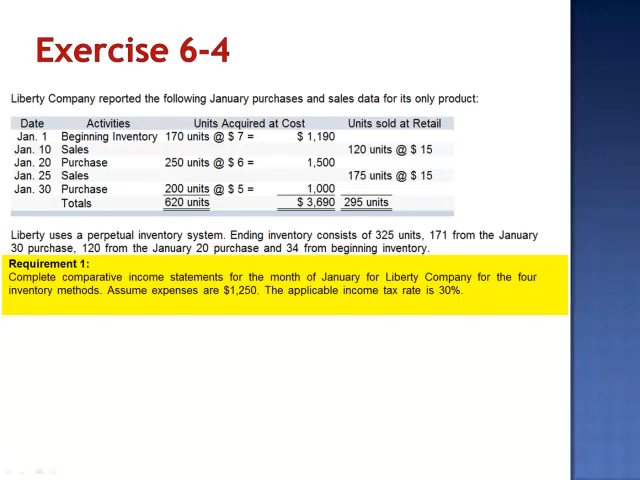 Exercise 6-4
Liberty Company reported the following January purchases and sales data for its only product:
Date Activities Units Acquired at Cost Units sold at Retail
Jan. 1 Beginning Inventory 170 units @ $ 7 = $ 1,190
Jan. 10 Sales 120 units @ $ 15
Jan. 20 Purchase 250 units @ $ 6 = 1,500
Jan. 25 Sales 175 units @ $ 15
Jan. 30 Purchase 200 units @ $ 5 = 1,000
Totals 620 units $ 3,690 295 units
Liberty uses a perpetual inventory system. Ending inventory consists of 325 units, 171 from the January
30 purchase, 120 from the January 20 purchase and 34 from beginning inventory.
Requirement 1:
Complete comparative income statements for the month of January for Liberty Company for the four
inventory methods. Assume expenses are $1,250. The applicable income tax rate is 30%.